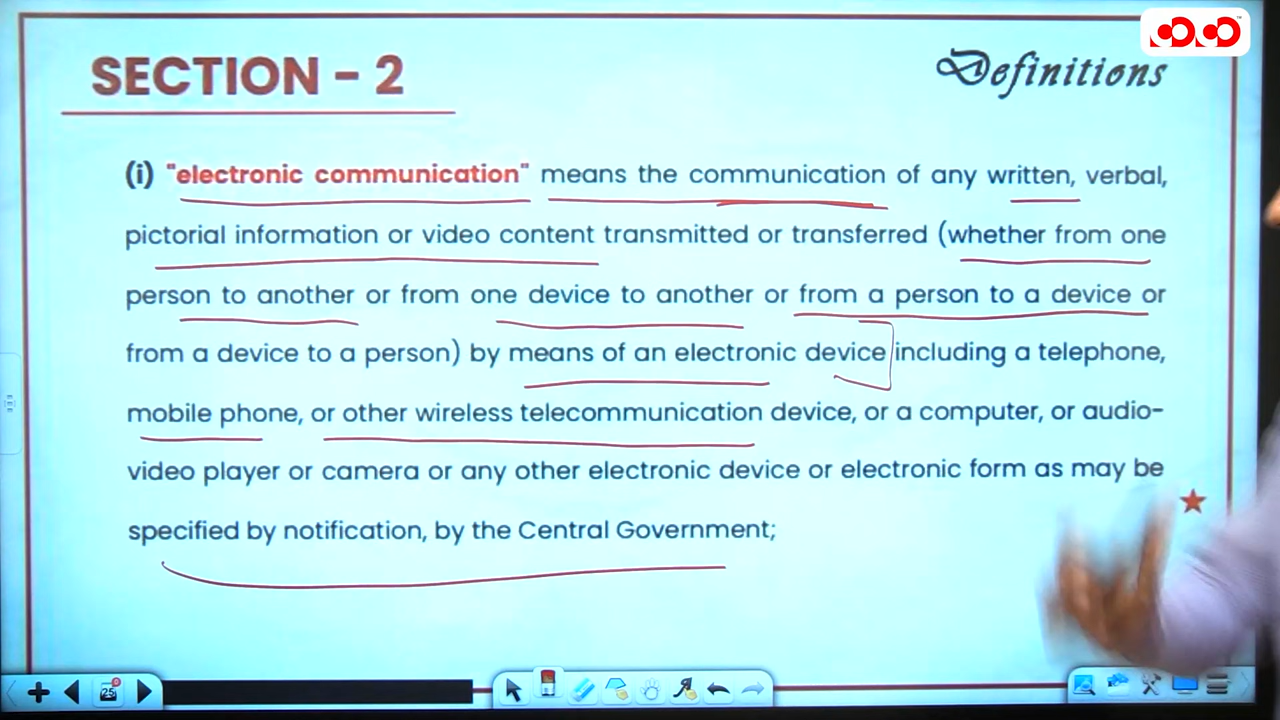 SECTION - 2
Definitions
(i) "electronic communication" means the communication of any written, verbal,
pictorial information or video content transmitted or transferred (whether from one
person to another or from one device to another or from a person to a device or
from a device to a person) by means of an electronic device including a telephone,
mobile phone, or other wireless telecommunication device, or a computer, or audio-
video player or camera or any other electronic device or electronic form as may be
specified by notification, by the Central Government;
25